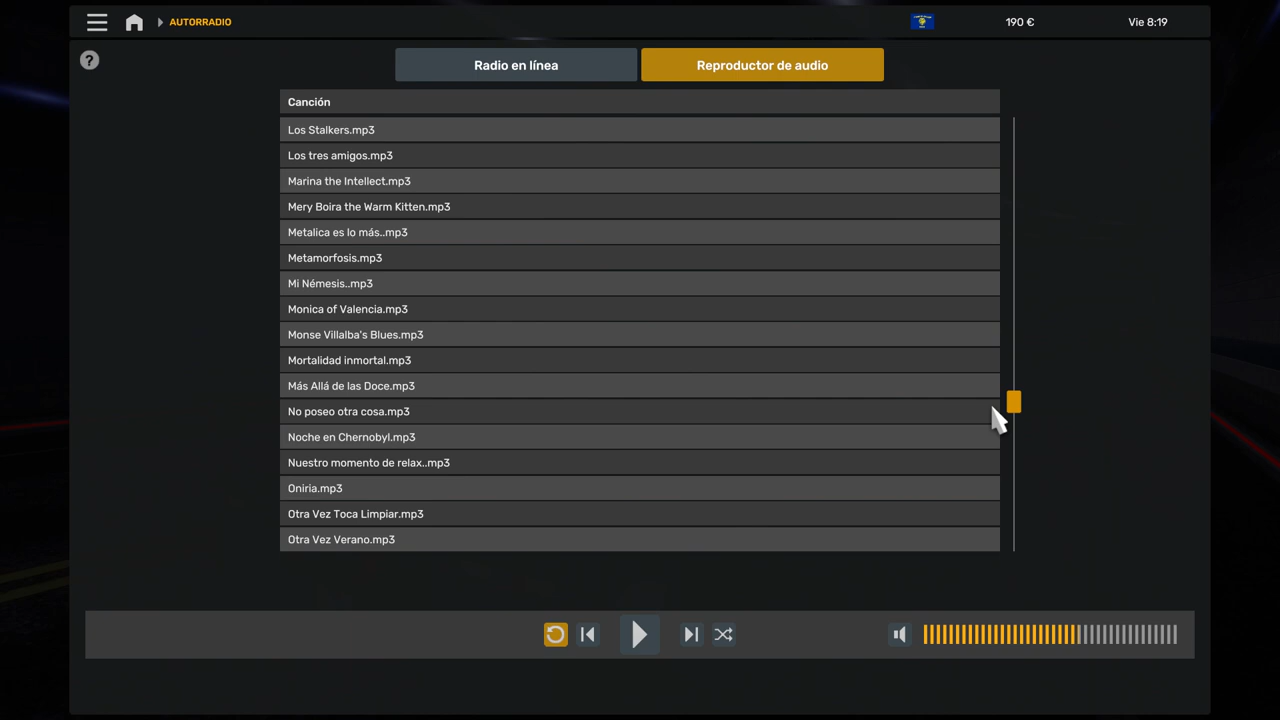 AUTORRADIO
190 €
Vie 8:19
?
Radio en línea
Reproductor de audio
Canción
Los Stalkers.mp3
Los tres amigos.mp3
Marina the Intellect.mp3
Mery Boira the Warm Kitten.mp3
Metalica es lo más..mp3
Metamorfosis.mp3
Mi Némesis..mp3
Monica of Valencia.mp3
Monse Villalba's Blues.mp3
Mortalidad inmortal.mp3
Más Allá de las Doce.mp3
No poseo otra cosa.mp3
Noche en Chernobyl.mp3
Nuestro momento de relax..mp3
Oniria.mp3
Otra Vez Toca Limpiar.mp3
Otra Vez Verano.mp3